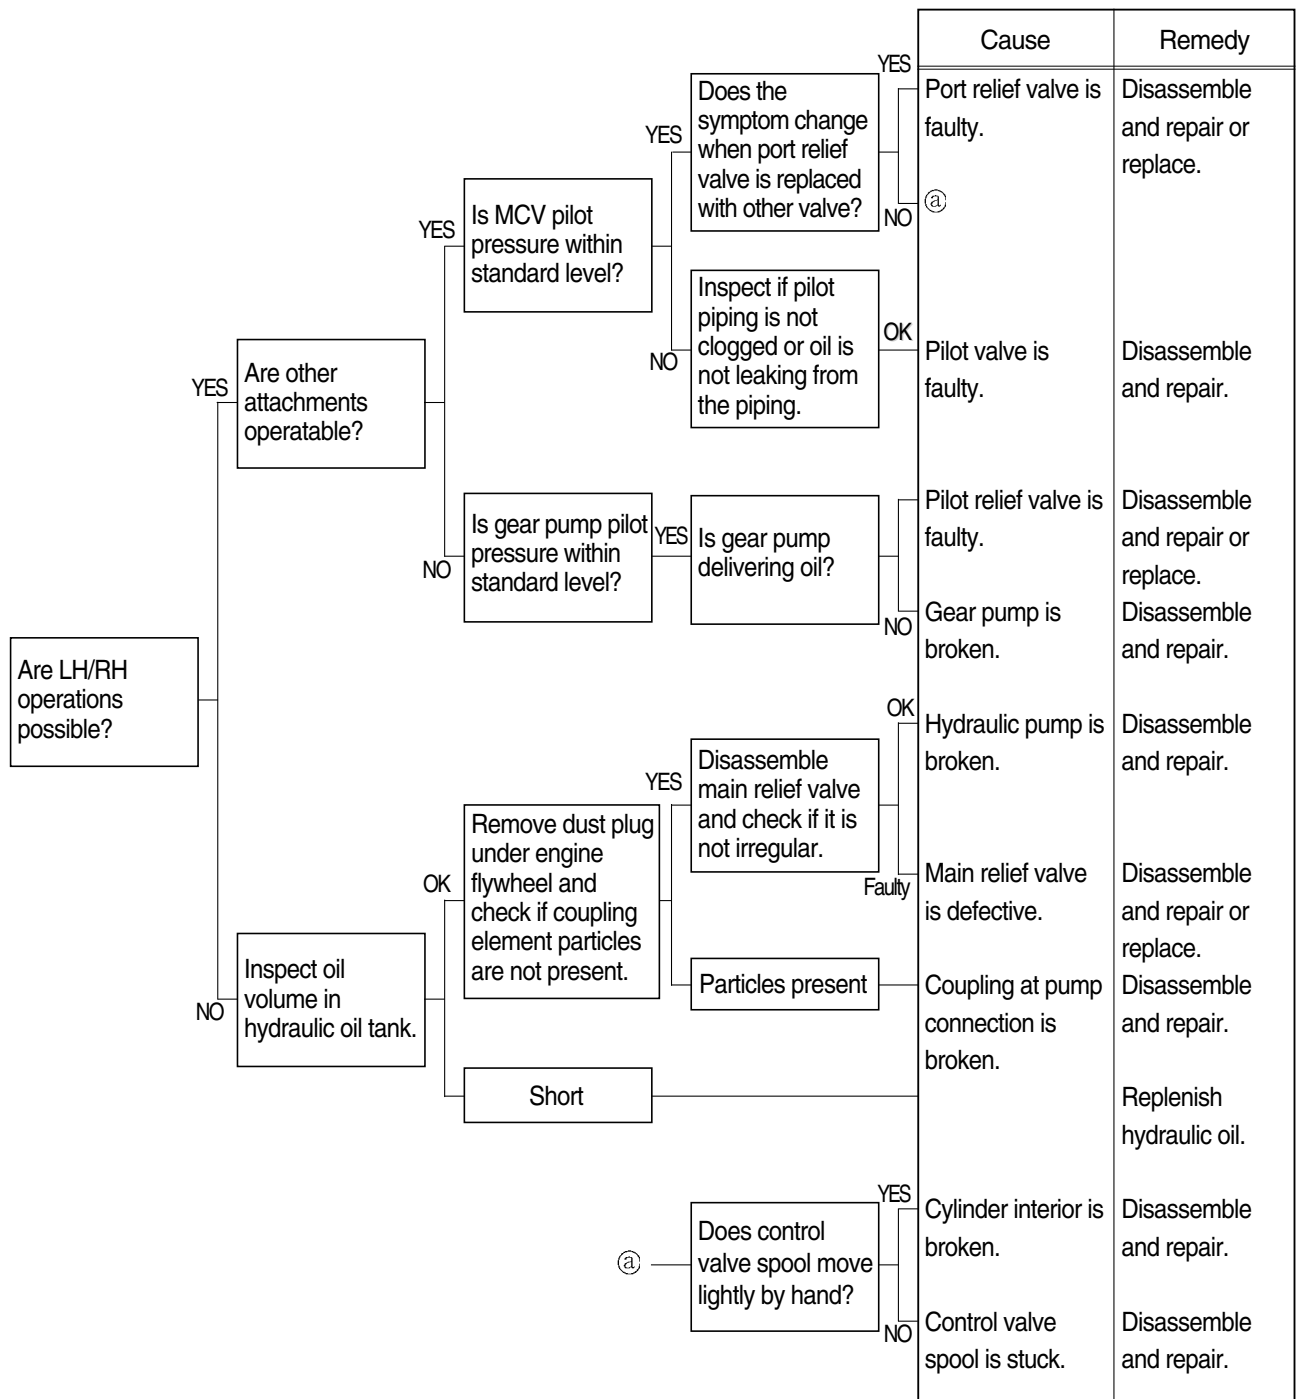 Cause
Remedy
YES
Does the
symptom change
when port relief
valve is replaced
with other valve?
Port relief valve is
faulty.
Disassemble
and repair or
replace.
YES
NO
ⓐ
YES
Is MCV pilot
pressure within
standard level?
Inspect if pilot
piping is not
clogged or oil is
not leaking from
the piping.
NO
OK
Pilot valve is
faulty.
Disassemble
and repair.
YES
Are other
attachments
operatable?
NO
Is gear pump pilot
pressure within
standard level?
YES
Is gear pump
delivering oil?
Pilot relief valve is
faulty.
Disassemble
and repair or
replace.
NO
Gear pump is
broken.
Disassemble
and repair.
Are LH/RH
operations
possible?
OK
Hydraulic pump is
broken.
Disassemble
and repair.
YES
Disassemble
main relief valve
and check if it is
not irregular.
Faulty
Main relief valve
is defective.
Disassemble
and repair or
replace.
OK
Remove dust plug
under engine
flywheel and
check if coupling
element particles
are not present.
NO
Inspect oil
volume in
hydraulic oil tank.
Particles present
Coupling at pump
connection is
broken.
Disassemble
and repair.
Short
Replenish
hydraulic oil.
ⓐ
Does control
valve spool move
lightly by hand?
YES
Cylinder interior is
broken.
Disassemble
and repair.
NO
Control valve
spool is stuck.
Disassemble
and repair.